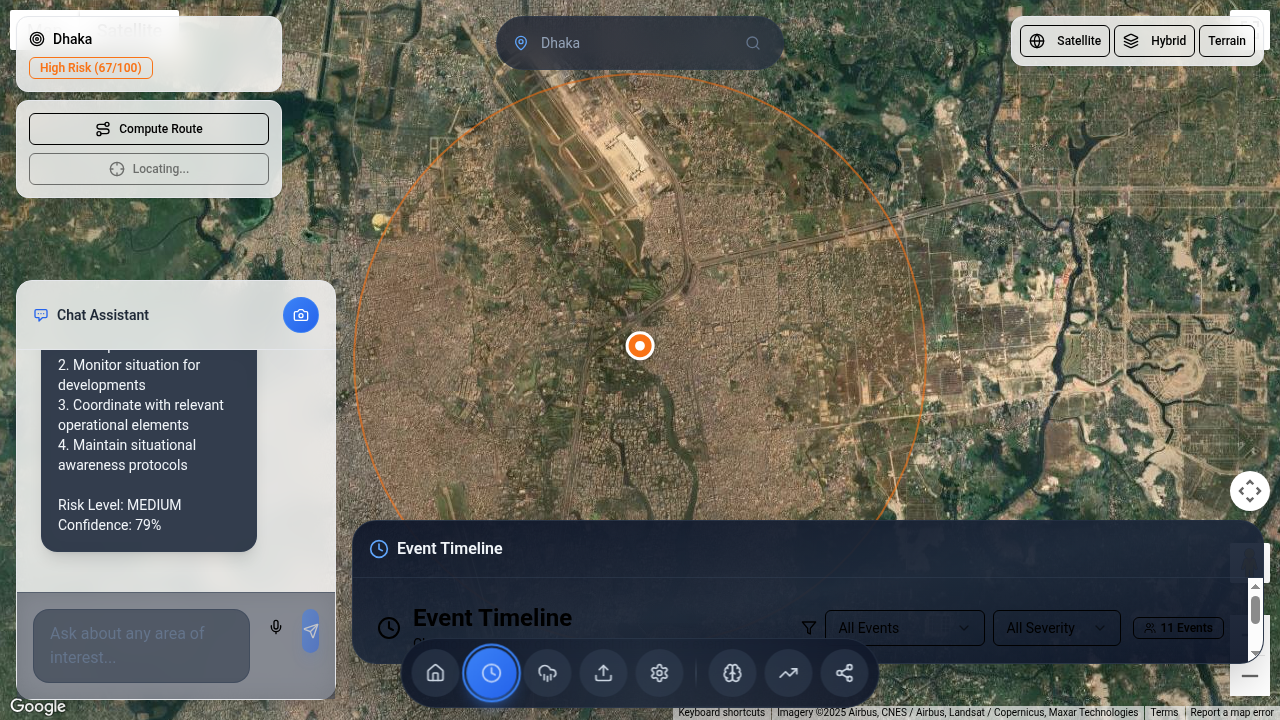 Satellite
Dhaka
High Risk (67/100)
Compute Route
Locating...
Dhaka
Satellite
Hybrid
Terrain
Chat Assistant
2. Monitor situation for
developments
3. Coordinate with relevant
operational elements
4. Maintain situational
awareness protocols
Risk Level: MEDIUM
Confidence: 79%
Ask about any area of
interest...
Event Timeline
Event Timeline
All Events
All Severity
11 Events
Google
Keyboard shortcuts
Imagery ©2025 Airbus, CNES / Airbus, Landsat / Copernicus, Maxar Technologies
Terms
Report a map error